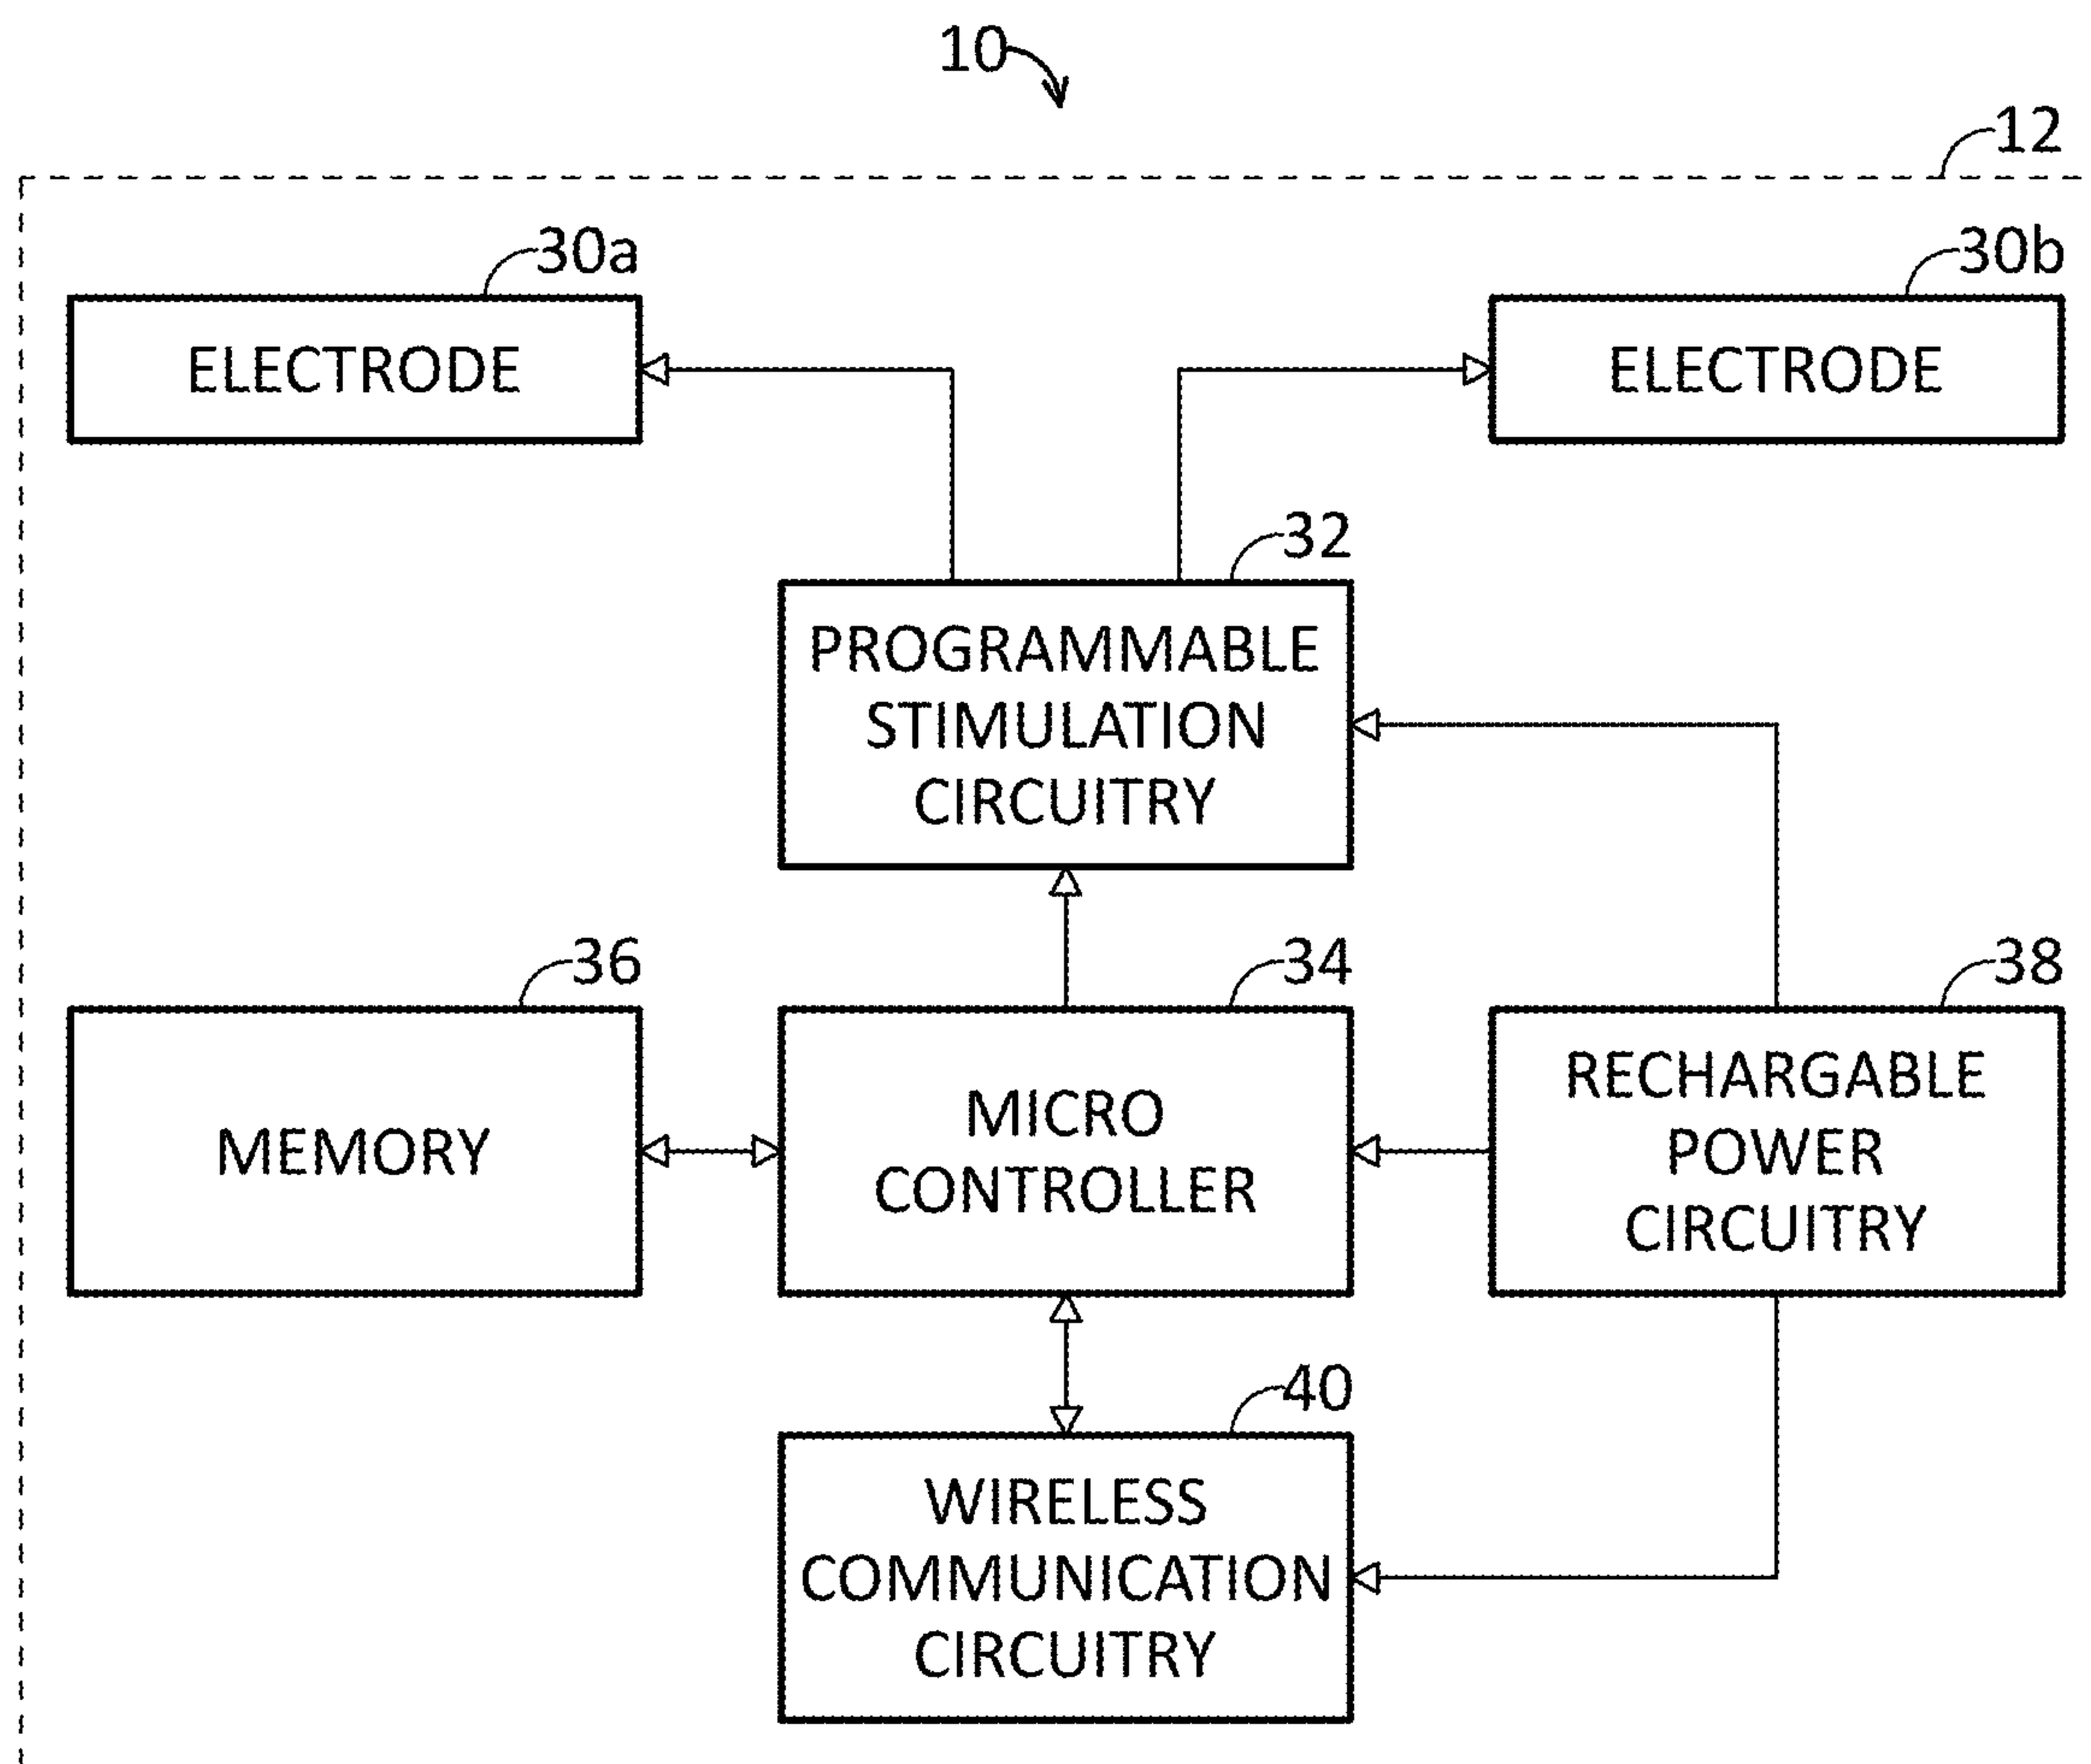 10
12
30a
30b
ELECTRODE
ELECTRODE
32
PROGRAMMABLE
STIMULATION
CIRCUITRY
36
34
38
MEMORY
MICRO
CONTROLLER
RECHARGABLE
POWER
CIRCUITRY
40
WIRELESS
COMMUNICATION
CIRCUITRY